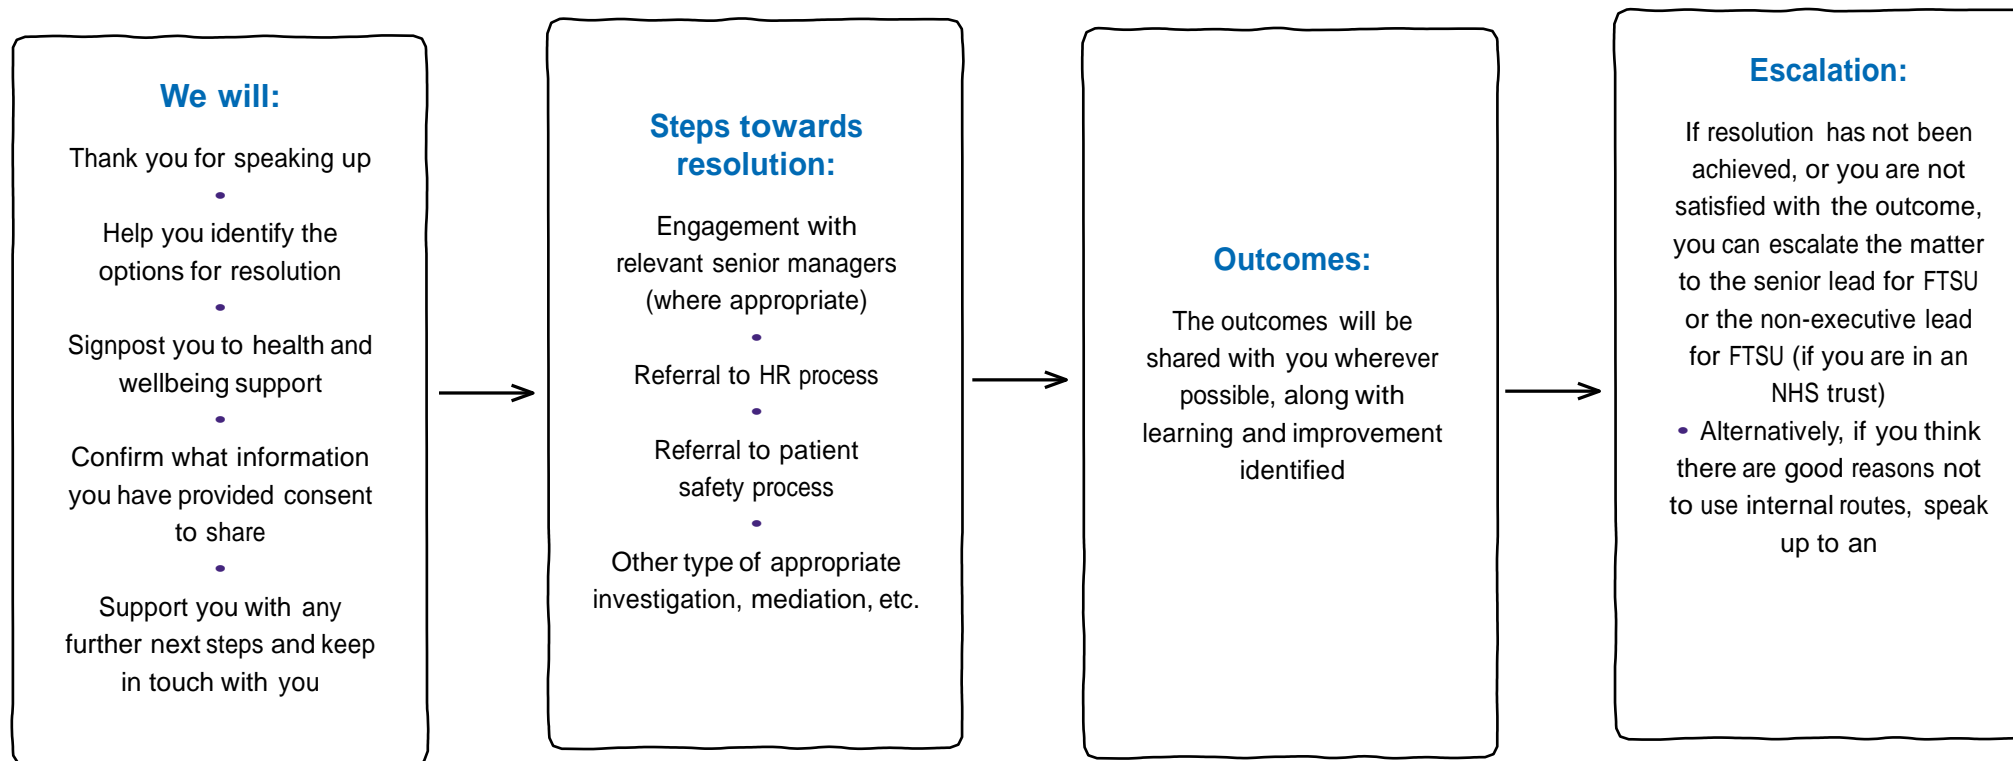 We will:
Thank you for speaking up
•
Help you identify the
options for resolution
•
Signpost you to health and
wellbeing support
•
Confirm what information
you have provided consent
to share
•
Support you with any
further next steps and keep
in touch with you
Steps towards
resolution:
Engagement with
relevant senior managers
(where appropriate)
•
Referral to HR process
•
Referral to patient
safety process
•
Other type of appropriate
investigation, mediation, etc.
Outcomes:
The outcomes will be
shared with you wherever
possible, along with
learning and improvement
identified
Escalation:
If resolution has not been
achieved, or you are not
satisfied with the outcome,
you can escalate the matter
to the senior lead for FTSU
or the non-executive lead
for FTSU (if you are in an
NHS trust)
• Alternatively, if you think
there are good reasons not
to use internal routes, speak
up to an